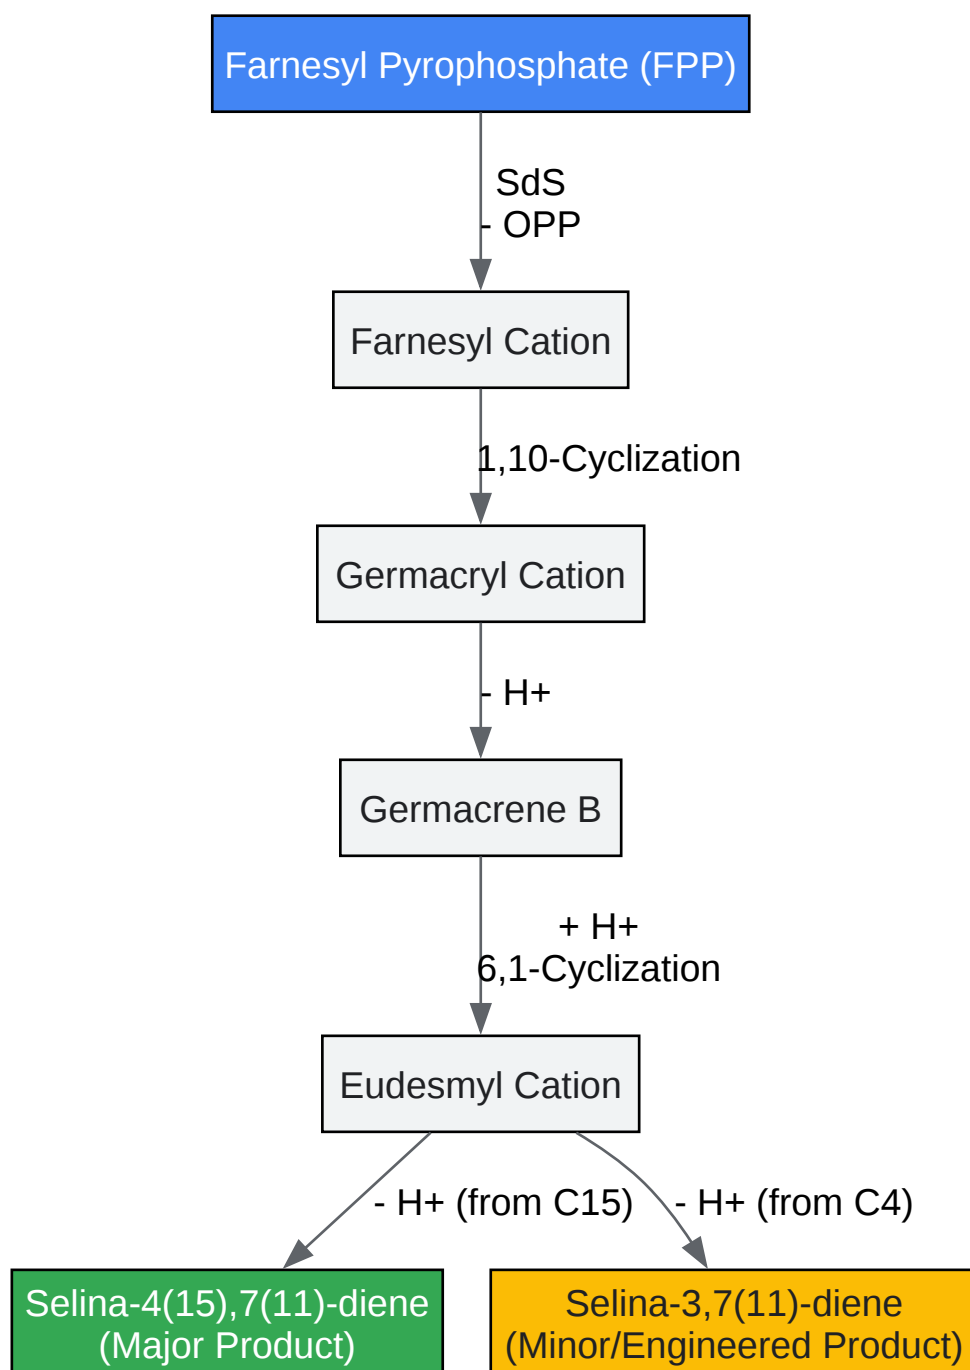 Farnesyl Pyrophosphate (FPP)
SdS
- OPP
Farnesyl Cation
1,10-Cyclization
Germacryl Cation
- H+
Germacrene B
+ H+
6,1-Cyclization
Eudesmyl Cation
- H+ (from C15)
- H+ (from C4)
Selina-4(15),7(11)-diene
(Major Product)
Selina-3,7(11)-diene
(Minor/Engineered Product)